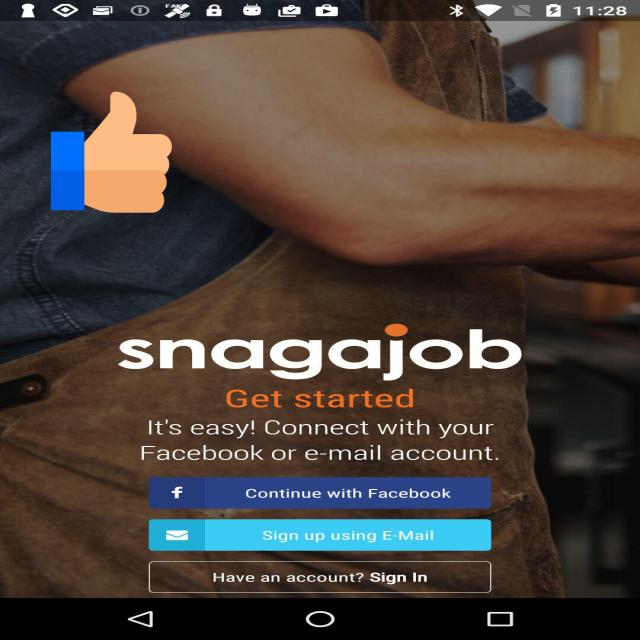 11:28
snagajob
Get started
It's easy! Connect with your
Facebook or e-mail account.
f Continue with Facebook
Sign up using E-Mail
Have an account? Sign In